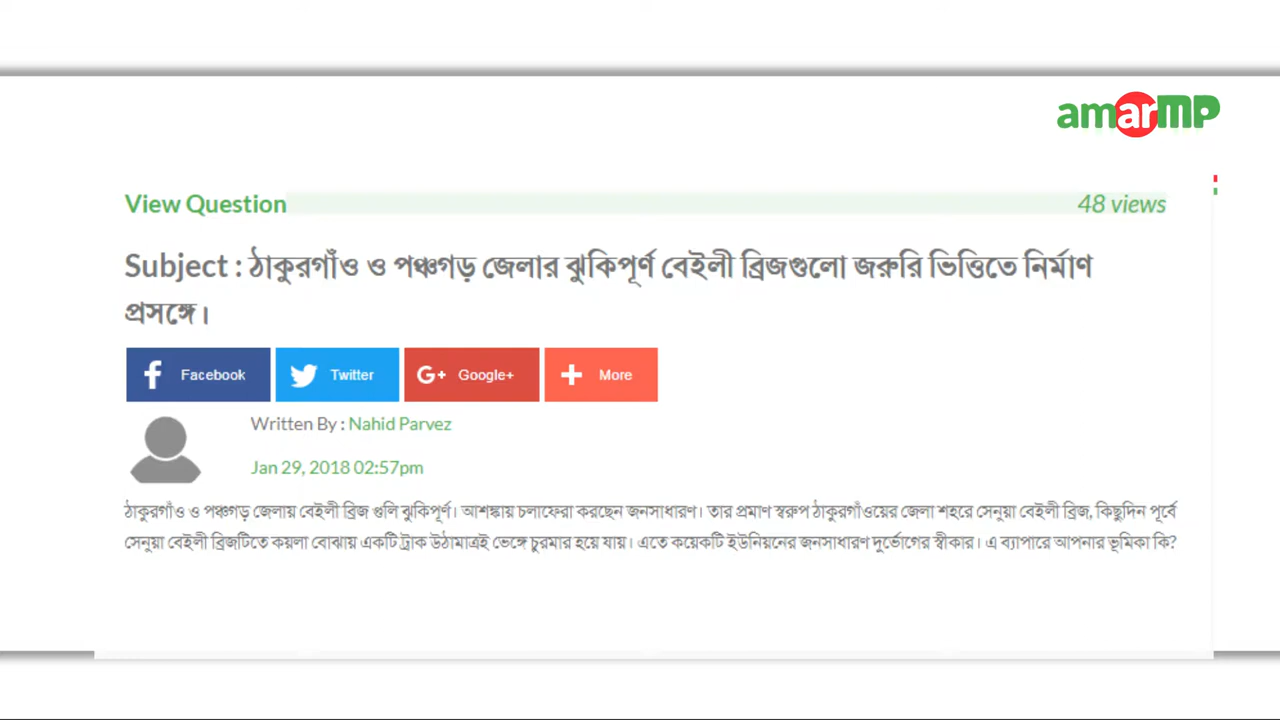 amarMP
View Question
48 views
Subject : ঠাকুরগাঁও ও পঞ্চগড় জেলার ঝুকিপূর্ণ বেইলী ব্রিজগুলো জরুরি ভিত্তিতে নির্মাণ
প্রসঙ্গে।
Facebook
Twitter
Google+
More
Written By : Nahid Parvez
Jan 29, 2018 02:57pm
ঠাকুরগাঁও ও পঞ্চগড় জেলায় বেইলী ব্রিজ গুলি ঝুকিপূর্ণ। আশঙ্কায় চলাফেরা করছেন জনসাধারণ। তার প্রমাণ স্বরুপ ঠাকুরগাঁওয়ের জেলা শহরে সেনুয়া বেইলী ব্রিজ, কিছুদিন পূর্বে
সেনুয়া বেইলী ব্রিজটিতে কয়লা বোঝায় একটি ট্রাক উঠামাত্রই ভেঙ্গে চুরমার হয়ে যায়। এতে কয়েকটি ইউনিয়নের জনসাধারণ দুর্ভোগের স্বীকার। এ ব্যাপারে আপনার ভূমিকা কি?